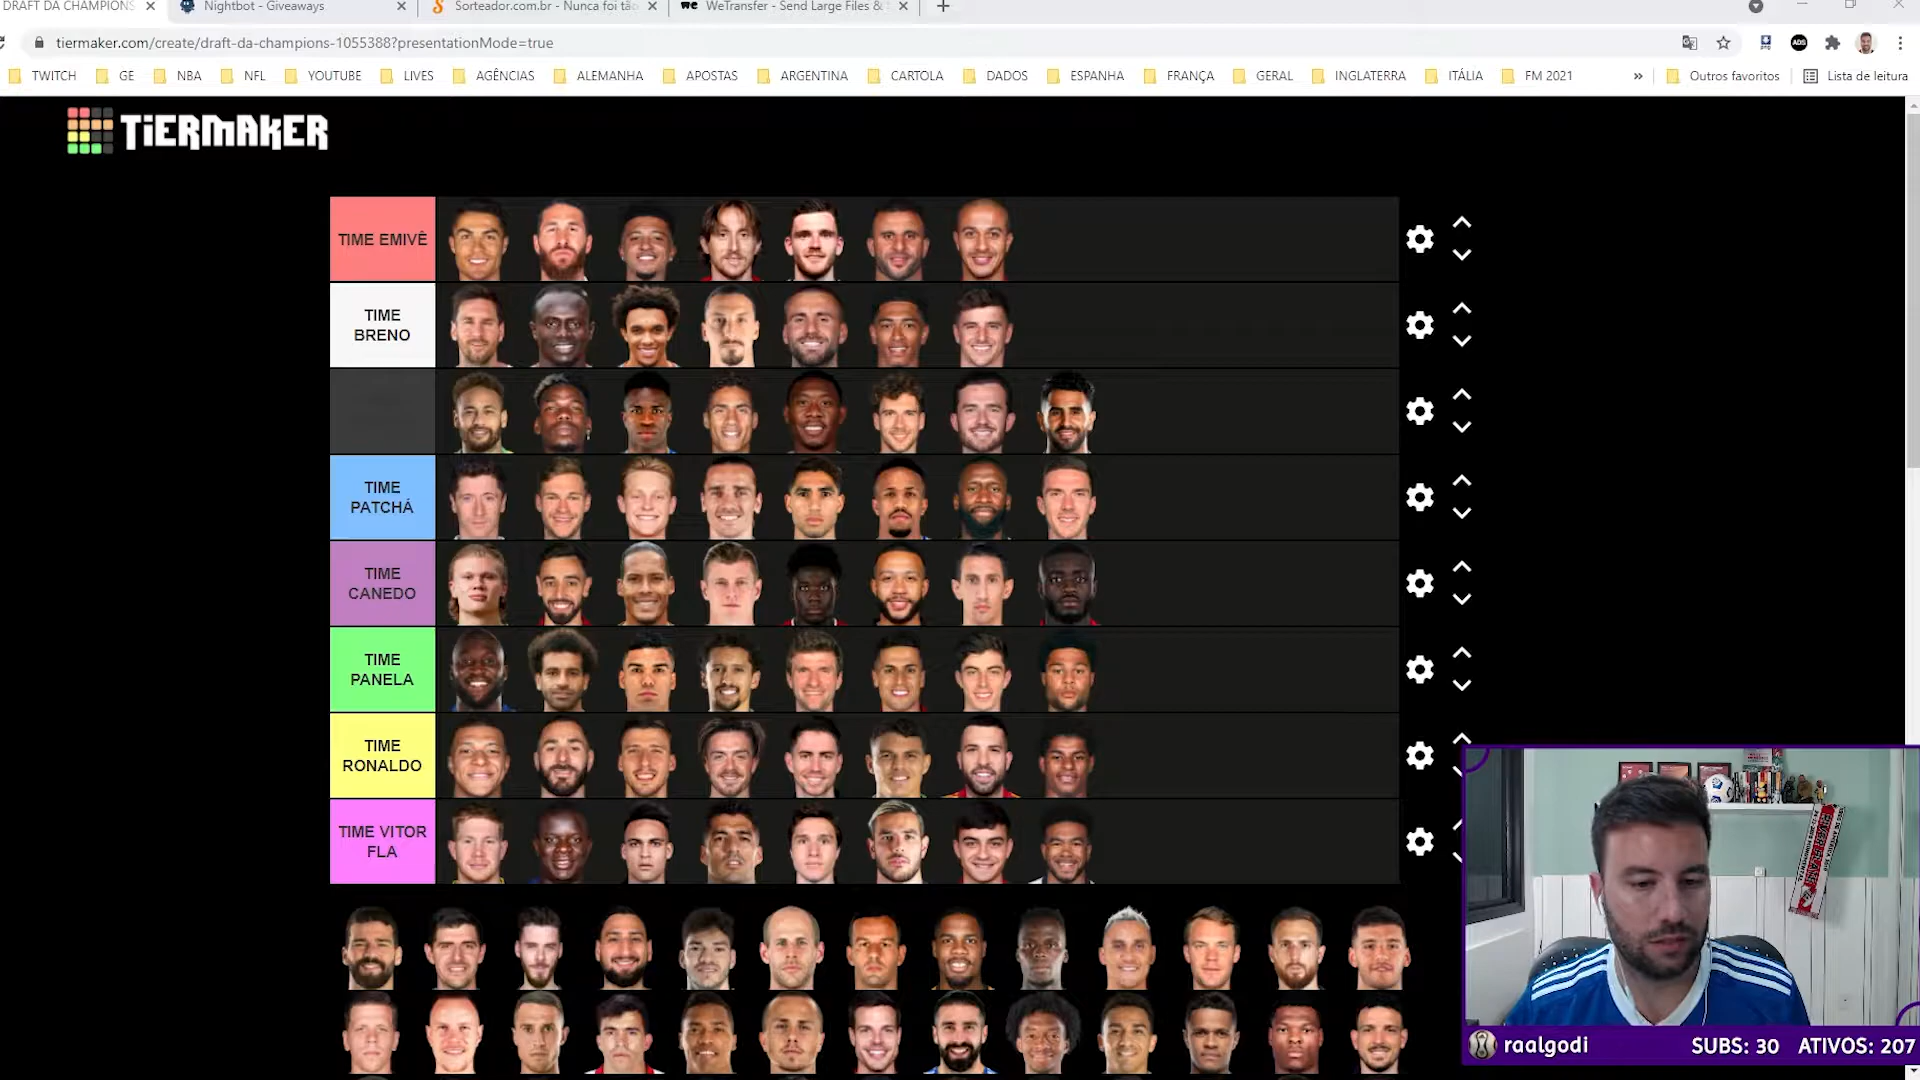 DRAFT DA CHAMPIONS
Nightbot - Giveaways
Sorteador.com.br - Nunca foi tão
WeTransfer - Send Large Files &
tiermaker.com/create/draft-da-champions-1055388?presentationMode=true
TWITCH GE NBA NFL YOUTUBE LIVES AGÊNCIAS ALEMANHA APOSTAS ARGENTINA CARTOLA DADOS ESPANHA FRANÇA GERAL INGLATERRA ITÁLIA FM 2021 » Outros favoritos Lista de leitura
TIERMAKER
TIME EMIVÊ
TIME
BRENO
TIME
PATCHÁ
TIME
CANEDO
TIME
PANELA
TIME
RONALDO
TIME VITOR
FLA
raalgodi SUBS: 30 ATIVOS: 207